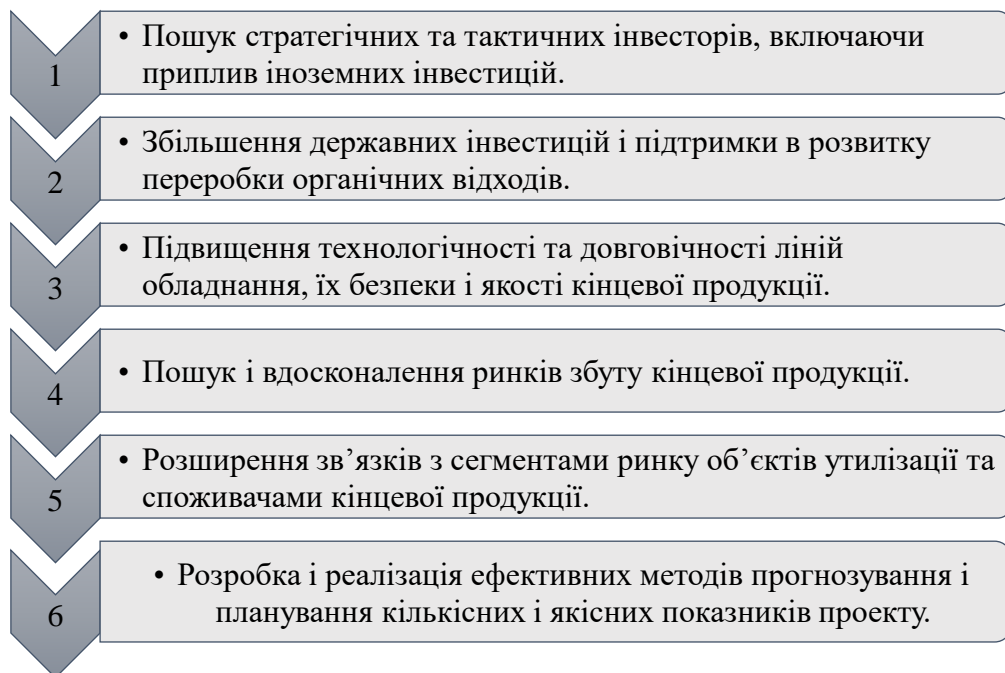 1
• Пошук стратегічних та тактичних інвесторів, включаючи
приплив іноземних інвестицій.
2
• Збільшення державних інвестицій і підтримки в розвитку
переробки органічних відходів.
3
• Підвищення технологічності та довговічності ліній
обладнання, їх безпеки і якості кінцевої продукції.
4
• Пошук і вдосконалення ринків збуту кінцевої продукції.
5
• Розширення зв’язків з сегментами ринку об’єктів утилізації та
споживачами кінцевої продукції.
6
• Розробка і реалізація ефективних методів прогнозування і
планування кількісних і якісних показників проекту.